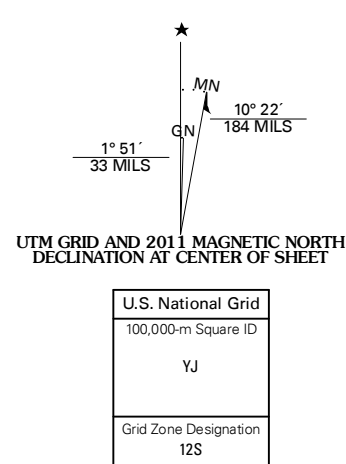 MN
GN
10° 22´
184 MILS
1° 51´
33 MILS
UTM GRID AND 2011 MAGNETIC NORTH
DECLINATION AT CENTER OF SHEET
U.S. National Grid
100,000-m Square ID
YJ
Grid Zone Designation
12S